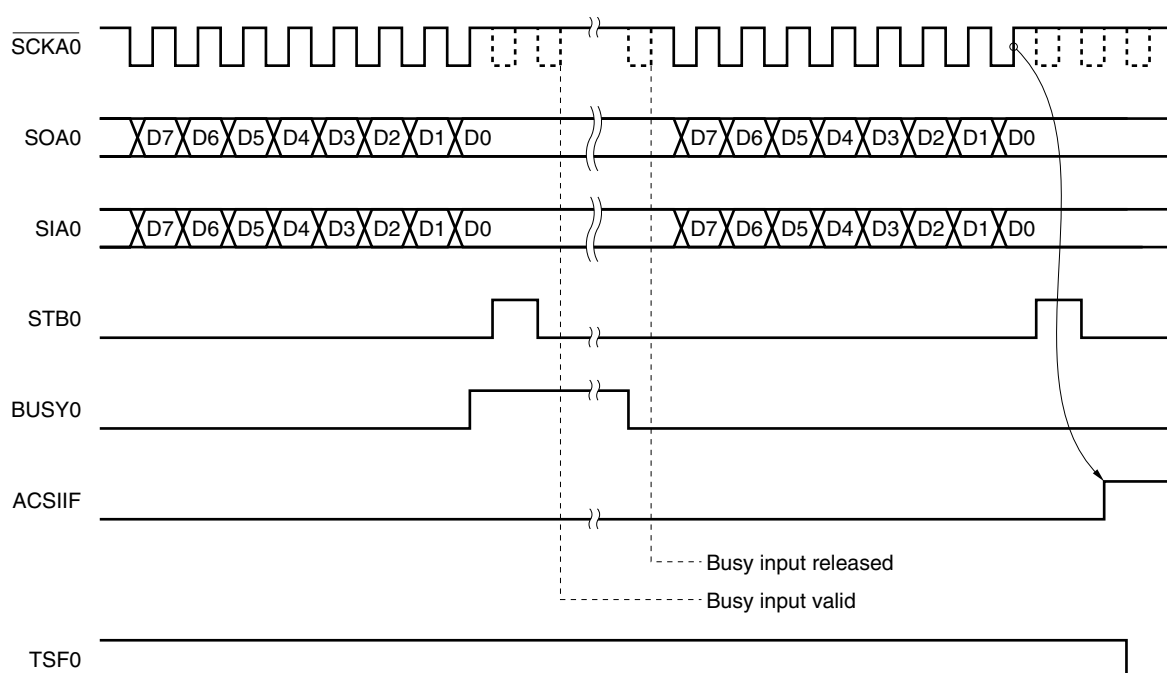 SCKA0
SOA0 D7 D6 D5 D4 D3 D2 D1 D0 D7 D6 D5 D4 D3 D2 D1 D0
SIA0 D7 D6 D5 D4 D3 D2 D1 D0 D7 D6 D5 D4 D3 D2 D1 D0
STB0
BUSY0
ACSIIF
Busy input released
Busy input valid
TSF0